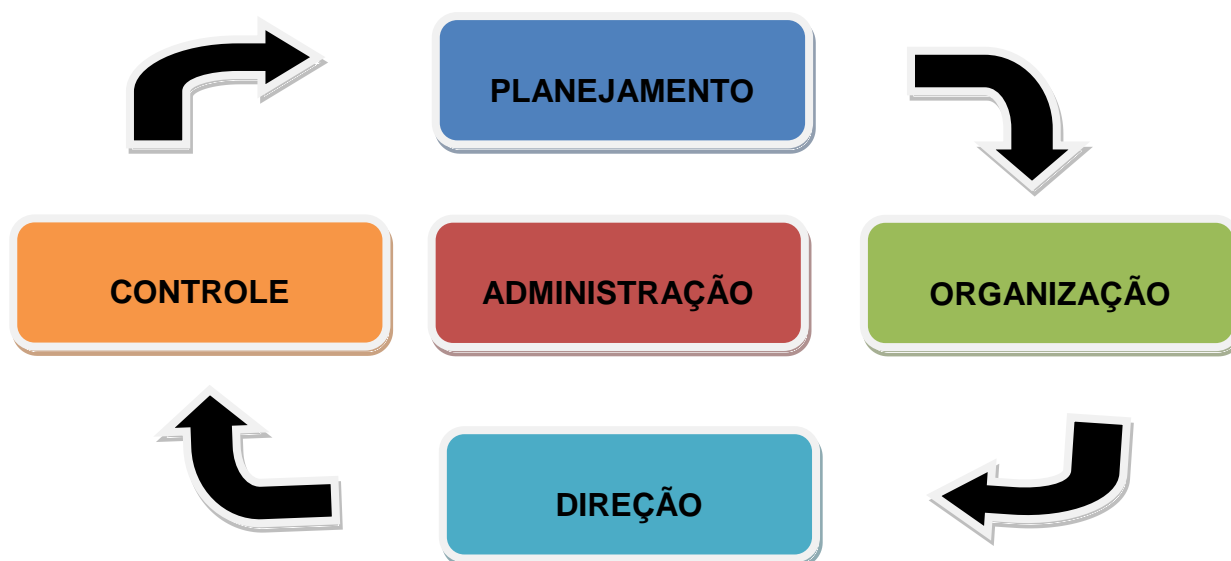 PLANEJAMENTO
CONTROLE
ADMINISTRAÇÃO
ORGANIZAÇÃO
DIREÇÃO